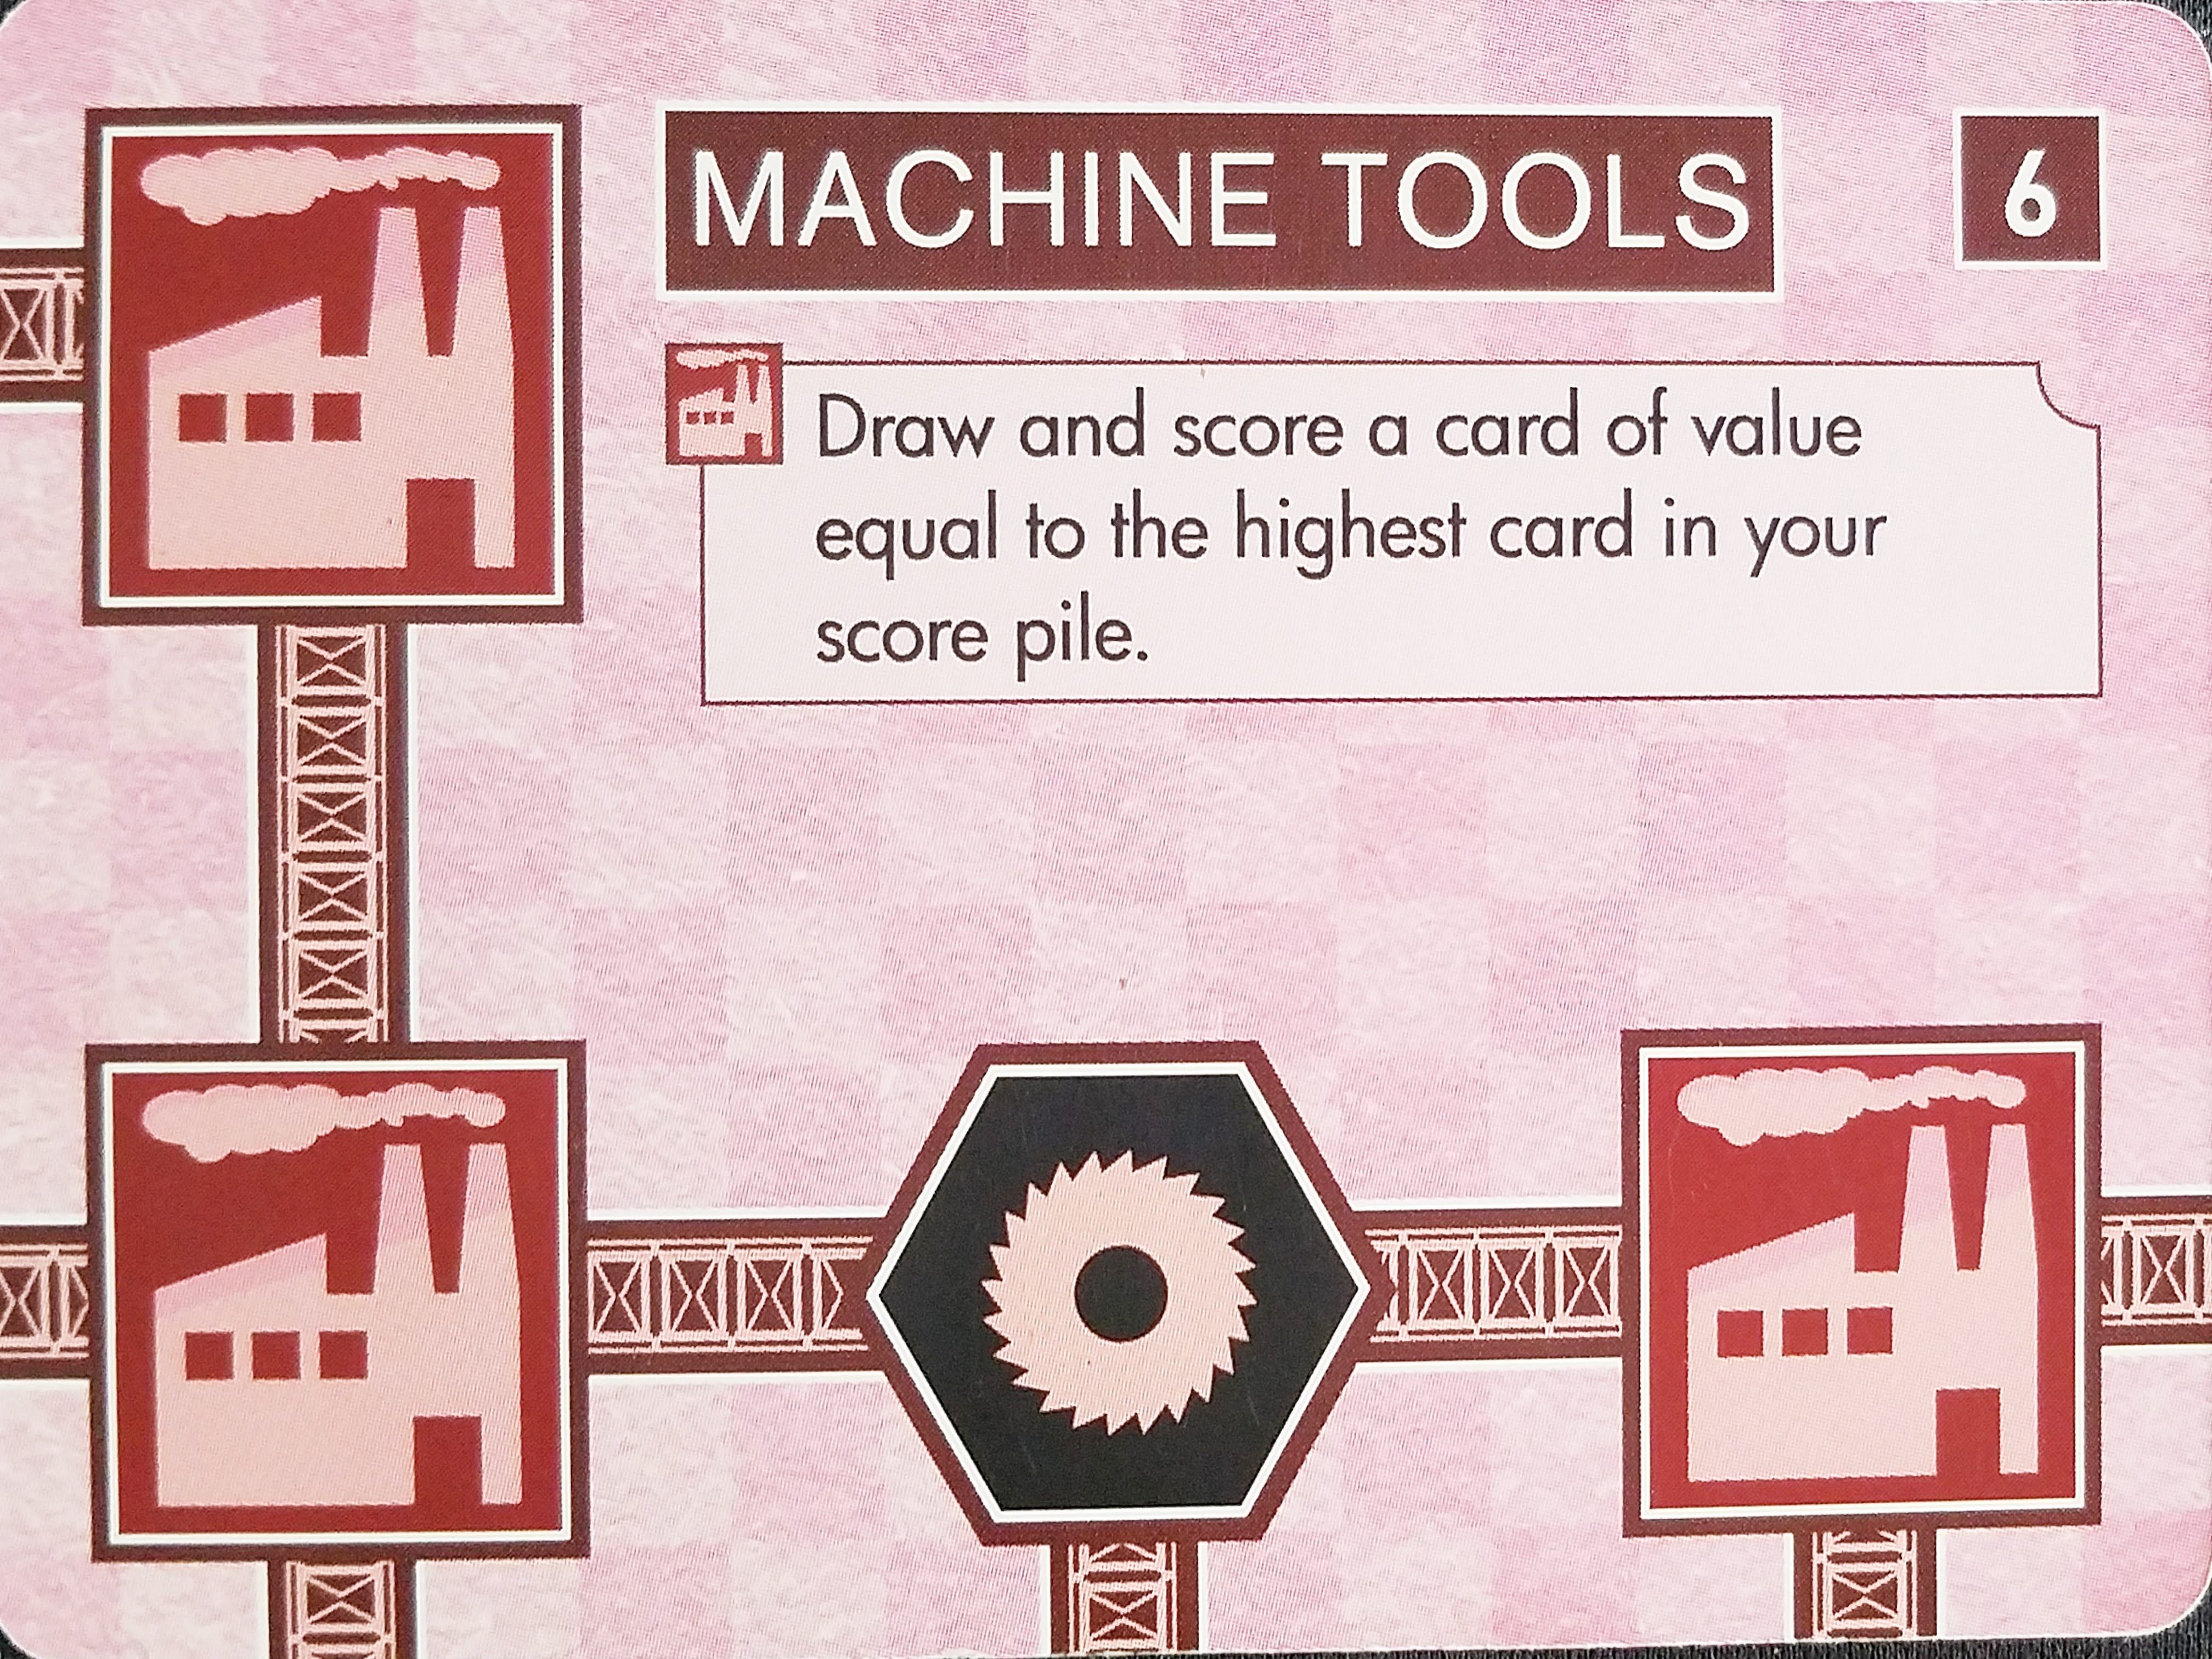 MACHINE TOOLS
6
Draw and score a card of value
equal to the highest card in your
score pile.